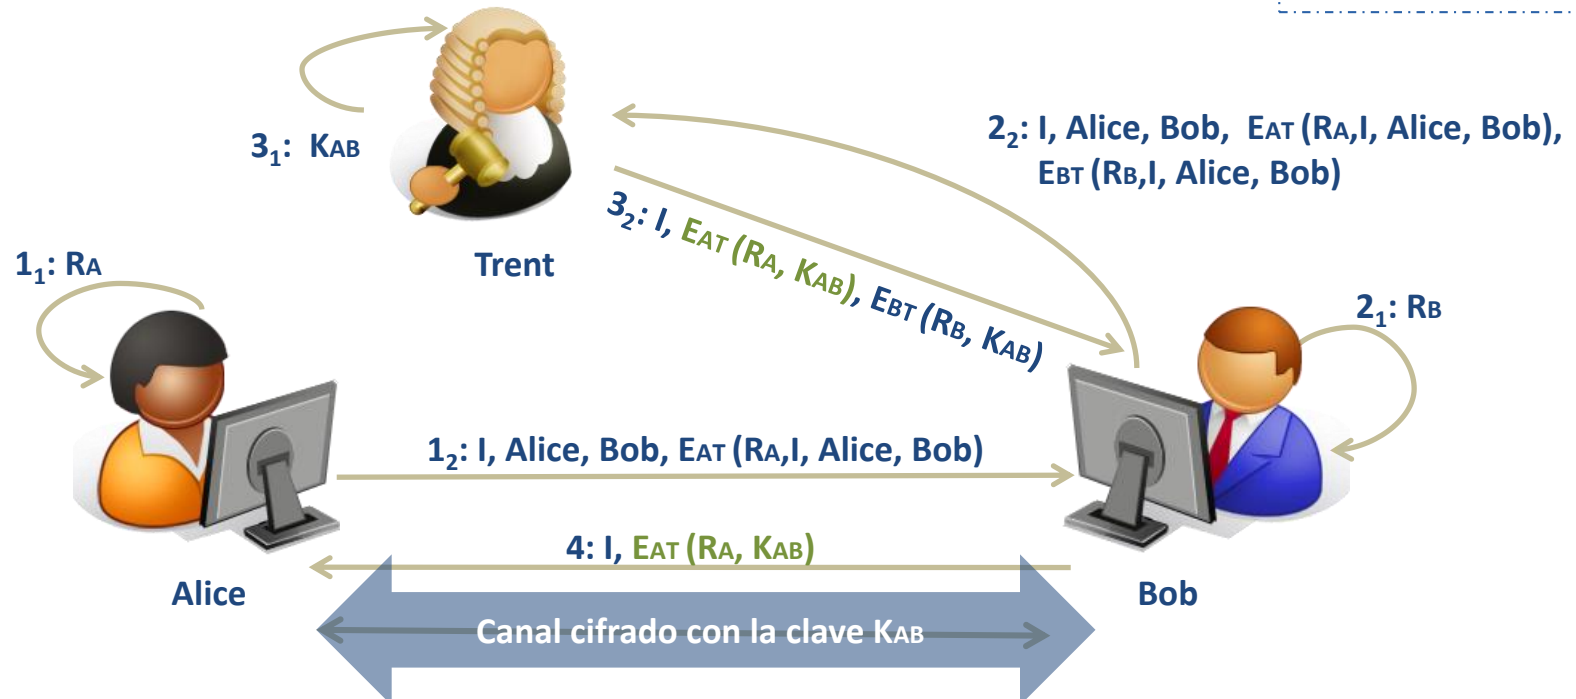 3₁: KAB
2₂: I, Alice, Bob, EAT (RA,I, Alice, Bob),
EBT (RB,I, Alice, Bob)
3₂: I, EAT (RA, KAB), EBT (RB, KAB)
Trent
1₁: RA
2₁: RB
1₂: I, Alice, Bob, EAT (RA,I, Alice, Bob)
4: I, EAT (RA, KAB)
Alice
Bob
Canal cifrado con la clave KAB